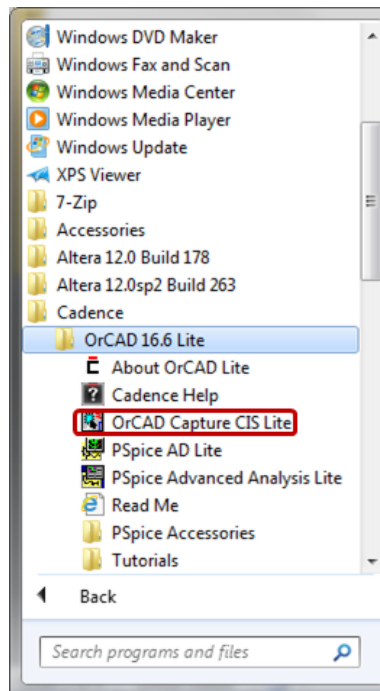 Windows DVD Maker
Windows Fax and Scan
Windows Media Center
Windows Media Player
Windows Update
XPS Viewer
7-Zip
Accessories
Altera 12.0 Build 178
Altera 12.0sp2 Build 263
Cadence
OrCAD 16.6 Lite
About OrCAD Lite
Cadence Help
OrCAD Capture CIS Lite
PSpice AD Lite
PSpice Advanced Analysis Lite
Read Me
PSpice Accessories
Tutorials
Back
Search programs and files